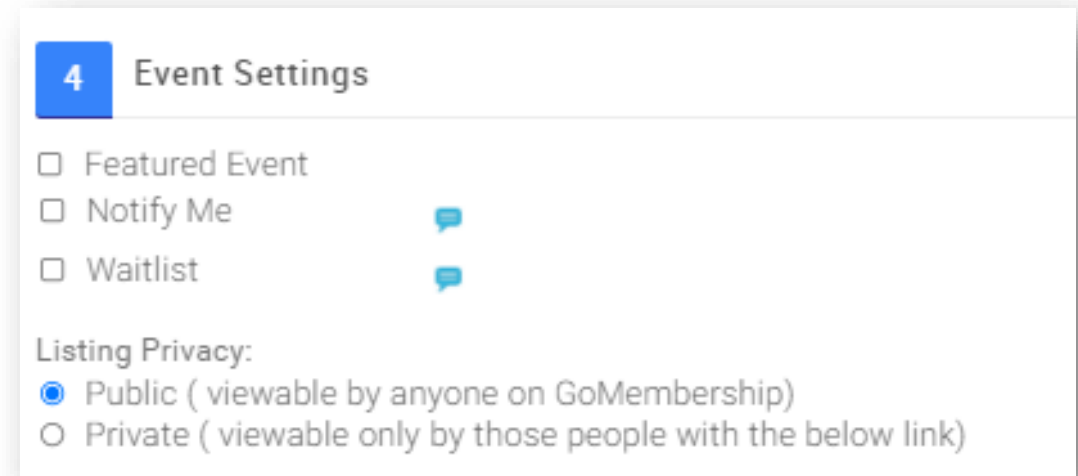 4 Event Settings
Featured Event
Notify Me
Waitlist
Listing Privacy:
Public ( viewable by anyone on GoMembership)
Private ( viewable only by those people with the below link)